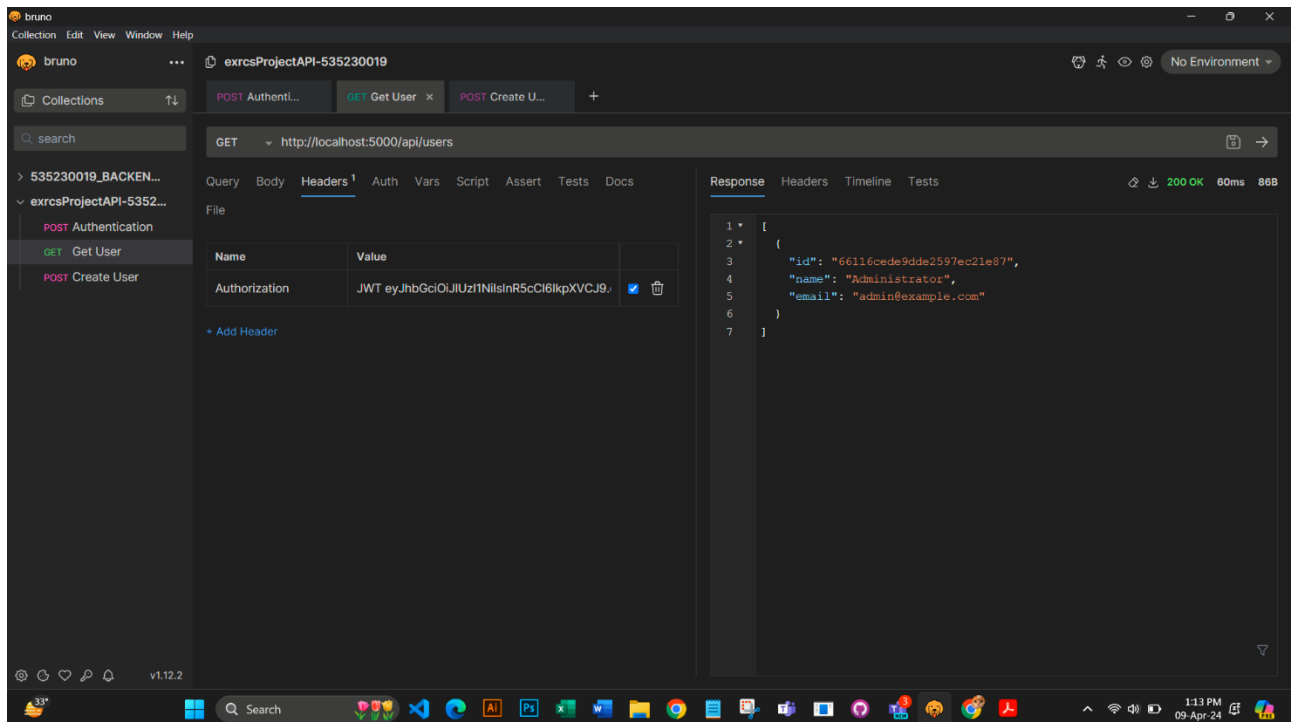 bruno
Collection Edit View Window Help
bruno ...
exrcsProjectAPI-535230019
No Environment
Collections
POST Authenti...
GET Get User ×
POST Create U...
+
search
GET http://localhost:5000/api/users
535230019_BACKEN...
exrcsProjectAPI-5352...
POST Authentication
GET Get User
POST Create User
Query Body Headers 1 Auth Vars Script Assert Tests Docs
File
Name Value
Authorization JWT eyJhbGciOiJIUzI1NiIsInR5cCI6IkpXVCJ9.
+ Add Header
Response Headers Timeline Tests
200 OK 60ms 86B
1 [
2 {
3 "id": "66116cede9dde2597ec21e87",
4 "name": "Administrator",
5 "email": "admin@example.com"
6 }
7 ]
v1.12.2
33°
Search
Ai
Ps
NEW
1:13 PM
09-Apr-24
PRE